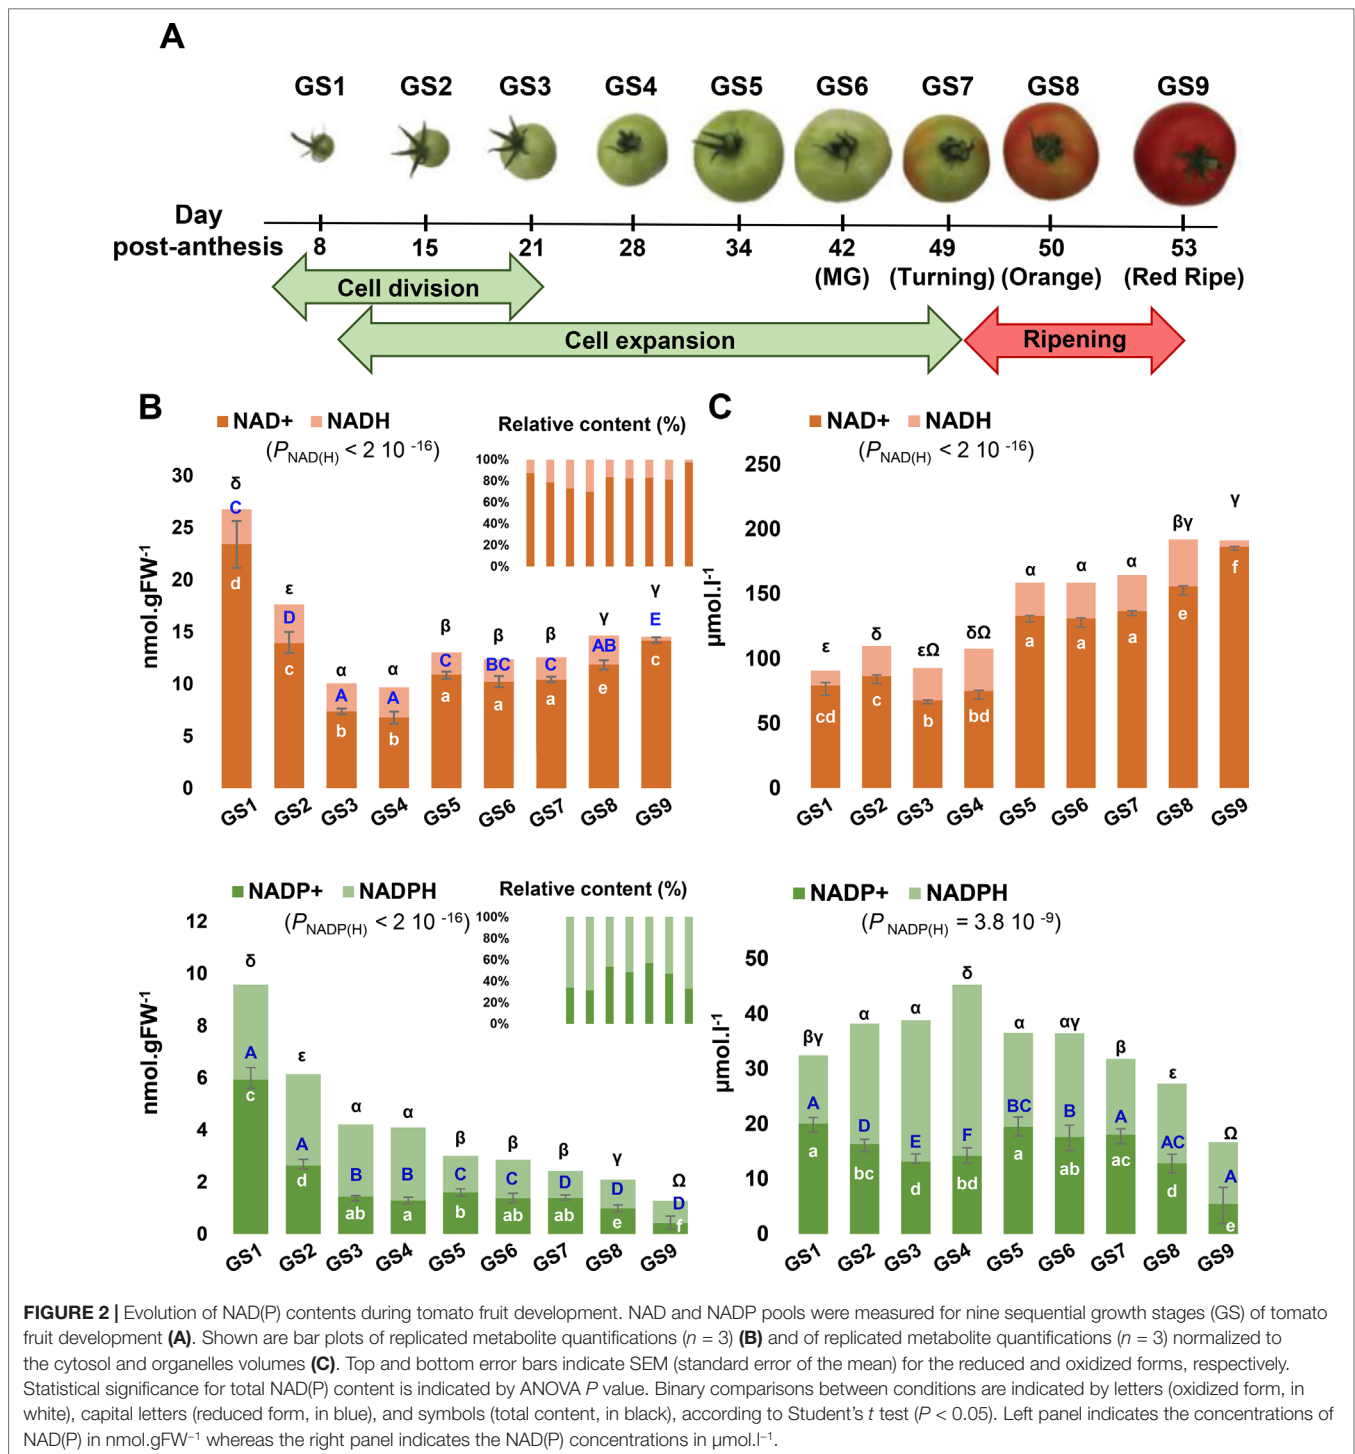 A
GS1 GS2 GS3 GS4 GS5 GS6 GS7 GS8 GS9
Day
post-anthesis 8 15 21 28 34 42 49 50 53
(MG) (Turning) (Orange) (Red Ripe)
Cell division
Cell expansion
Ripening
B
NAD+ NADH
(P NAD(H) < 2 10 -16)
Relative content (%)
100%
80%
60%
40%
20%
0%
nmol.gFW-1
30
25
20
15
10
5
0
δ ε α α β β β γ γ
C D A A C BC C AB E
d c b b a a a e c
GS1 GS2 GS3 GS4 GS5 GS6 GS7 GS8 GS9
C
NAD+ NADH
(P NAD(H) < 2 10 -16)
µmol.l-1
250
200
150
100
50
0
ε δ εΩ δΩ α α α βγ γ
cd c b bd a a a e f
GS1 GS2 GS3 GS4 GS5 GS6 GS7 GS8 GS9
NADP+ NADPH
(P NADP(H) < 2 10 -16)
Relative content (%)
100%
80%
60%
40%
20%
0%
nmol.gFW-1
12
10
8
6
4
2
0
δ ε α α β β β γ Ω
A A B B C C D D D
c d ab a b ab ab e f
GS1 GS2 GS3 GS4 GS5 GS6 GS7 GS8 GS9
NADP+ NADPH
(P NADP(H) = 3.8 10 -9)
µmol.l-1
50
40
30
20
10
0
βγ α α δ α αγ β ε Ω
A D E F BC B A AC A
a bc d bd a ab ac d e
GS1 GS2 GS3 GS4 GS5 GS6 GS7 GS8 GS9
FIGURE 2 | Evolution of NAD(P) contents during tomato fruit development. NAD and NADP pools were measured for nine sequential growth stages (GS) of tomato
fruit development (A). Shown are bar plots of replicated metabolite quantifications (n = 3) (B) and of replicated metabolite quantifications (n = 3) normalized to
the cytosol and organelles volumes (C). Top and bottom error bars indicate SEM (standard error of the mean) for the reduced and oxidized forms, respectively.
Statistical significance for total NAD(P) content is indicated by ANOVA P value. Binary comparisons between conditions are indicated by letters (oxidized form, in
white), capital letters (reduced form, in blue), and symbols (total content, in black), according to Student's t test (P < 0.05). Left panel indicates the concentrations of
NAD(P) in nmol.gFW−1 whereas the right panel indicates the NAD(P) concentrations in µmol.l−1.